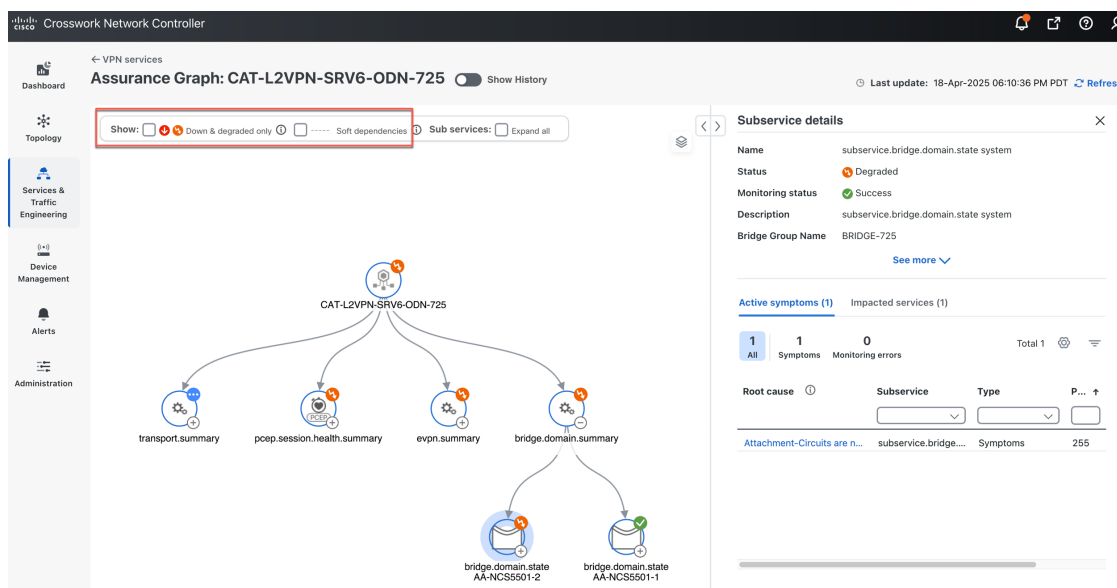 cisco Crosswork Network Controller
← VPN services
Assurance Graph: CAT-L2VPN-SRV6-ODN-725 Show History
Last update: 18-Apr-2025 06:10:36 PM PDT Refres
Dashboard
Topology
Services &
Traffic
Engineering
Device
Management
Alerts
Administration
Show: Down & degraded only Soft dependencies Sub services: Expand all
CAT-L2VPN-SRV6-ODN-725
transport.summary
PCEP
pcep.session.health.summary
evpn.summary
bridge.domain.summary
bridge.domain.state
AA-NCS5501-2
bridge.domain.state
AA-NCS5501-1
Subservice details
Name subservice.bridge.domain.state system
Status Degraded
Monitoring status Success
Description subservice.bridge.domain.state system
Bridge Group Name BRIDGE-725
See more
Active symptoms (1) Impacted services (1)
1 1 0
All Symptoms Monitoring errors
Total 1
Root cause Subservice Type P... ↑
Attachment-Circuits are n... subservice.bridge.... Symptoms 255